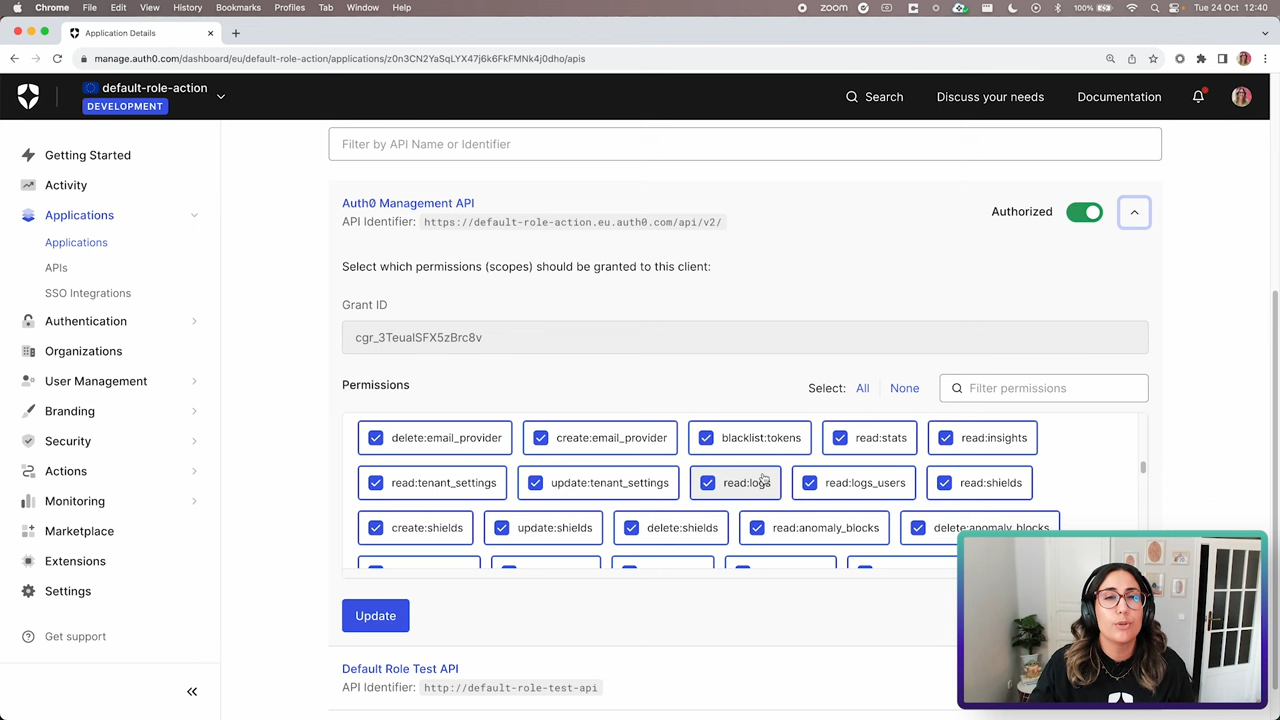 Chrome File Edit View History Bookmarks Profiles Tab Window Help zoom 100% Tue 24 Oct 12:40
Application Details
manage.auth0.com/dashboard/eu/default-role-action/applications/z0n3CN2YaSqLYX47j6k6FkFMNk4j0dho/apis
default-role-action
DEVELOPMENT
Search Discuss your needs Documentation
Getting Started
Activity
Applications
Applications
APIs
SSO Integrations
Authentication
Organizations
User Management
Branding
Security
Actions
Monitoring
Marketplace
Extensions
Settings
Get support
Filter by API Name or Identifier
Auth0 Management API
API Identifier: https://default-role-action.eu.auth0.com/api/v2/
Authorized
Select which permissions (scopes) should be granted to this client:
Grant ID
cgr_3TeualSFX5zBrc8v
Permissions Select: All None Filter permissions
delete:email_provider create:email_provider blacklist:tokens read:stats read:insights
read:tenant_settings update:tenant_settings read:logs read:logs_users read:shields
create:shields update:shields delete:shields read:anomaly_blocks delete:anomaly_blocks
Update
Default Role Test API
API Identifier: http://default-role-test-api